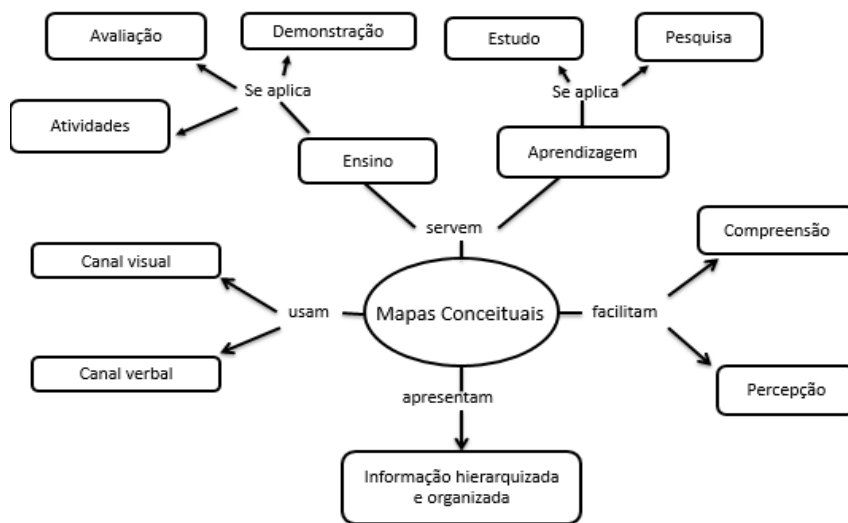 Avaliação
Demonstração
Estudo
Pesquisa
Se aplica
Se aplica
Atividades
Ensino
Aprendizagem
servem
Compreensão
Canal visual
usam
Mapas Conceituais
facilitam
Canal verbal
Percepção
apresentam
Informação hierarquizada
e organizada